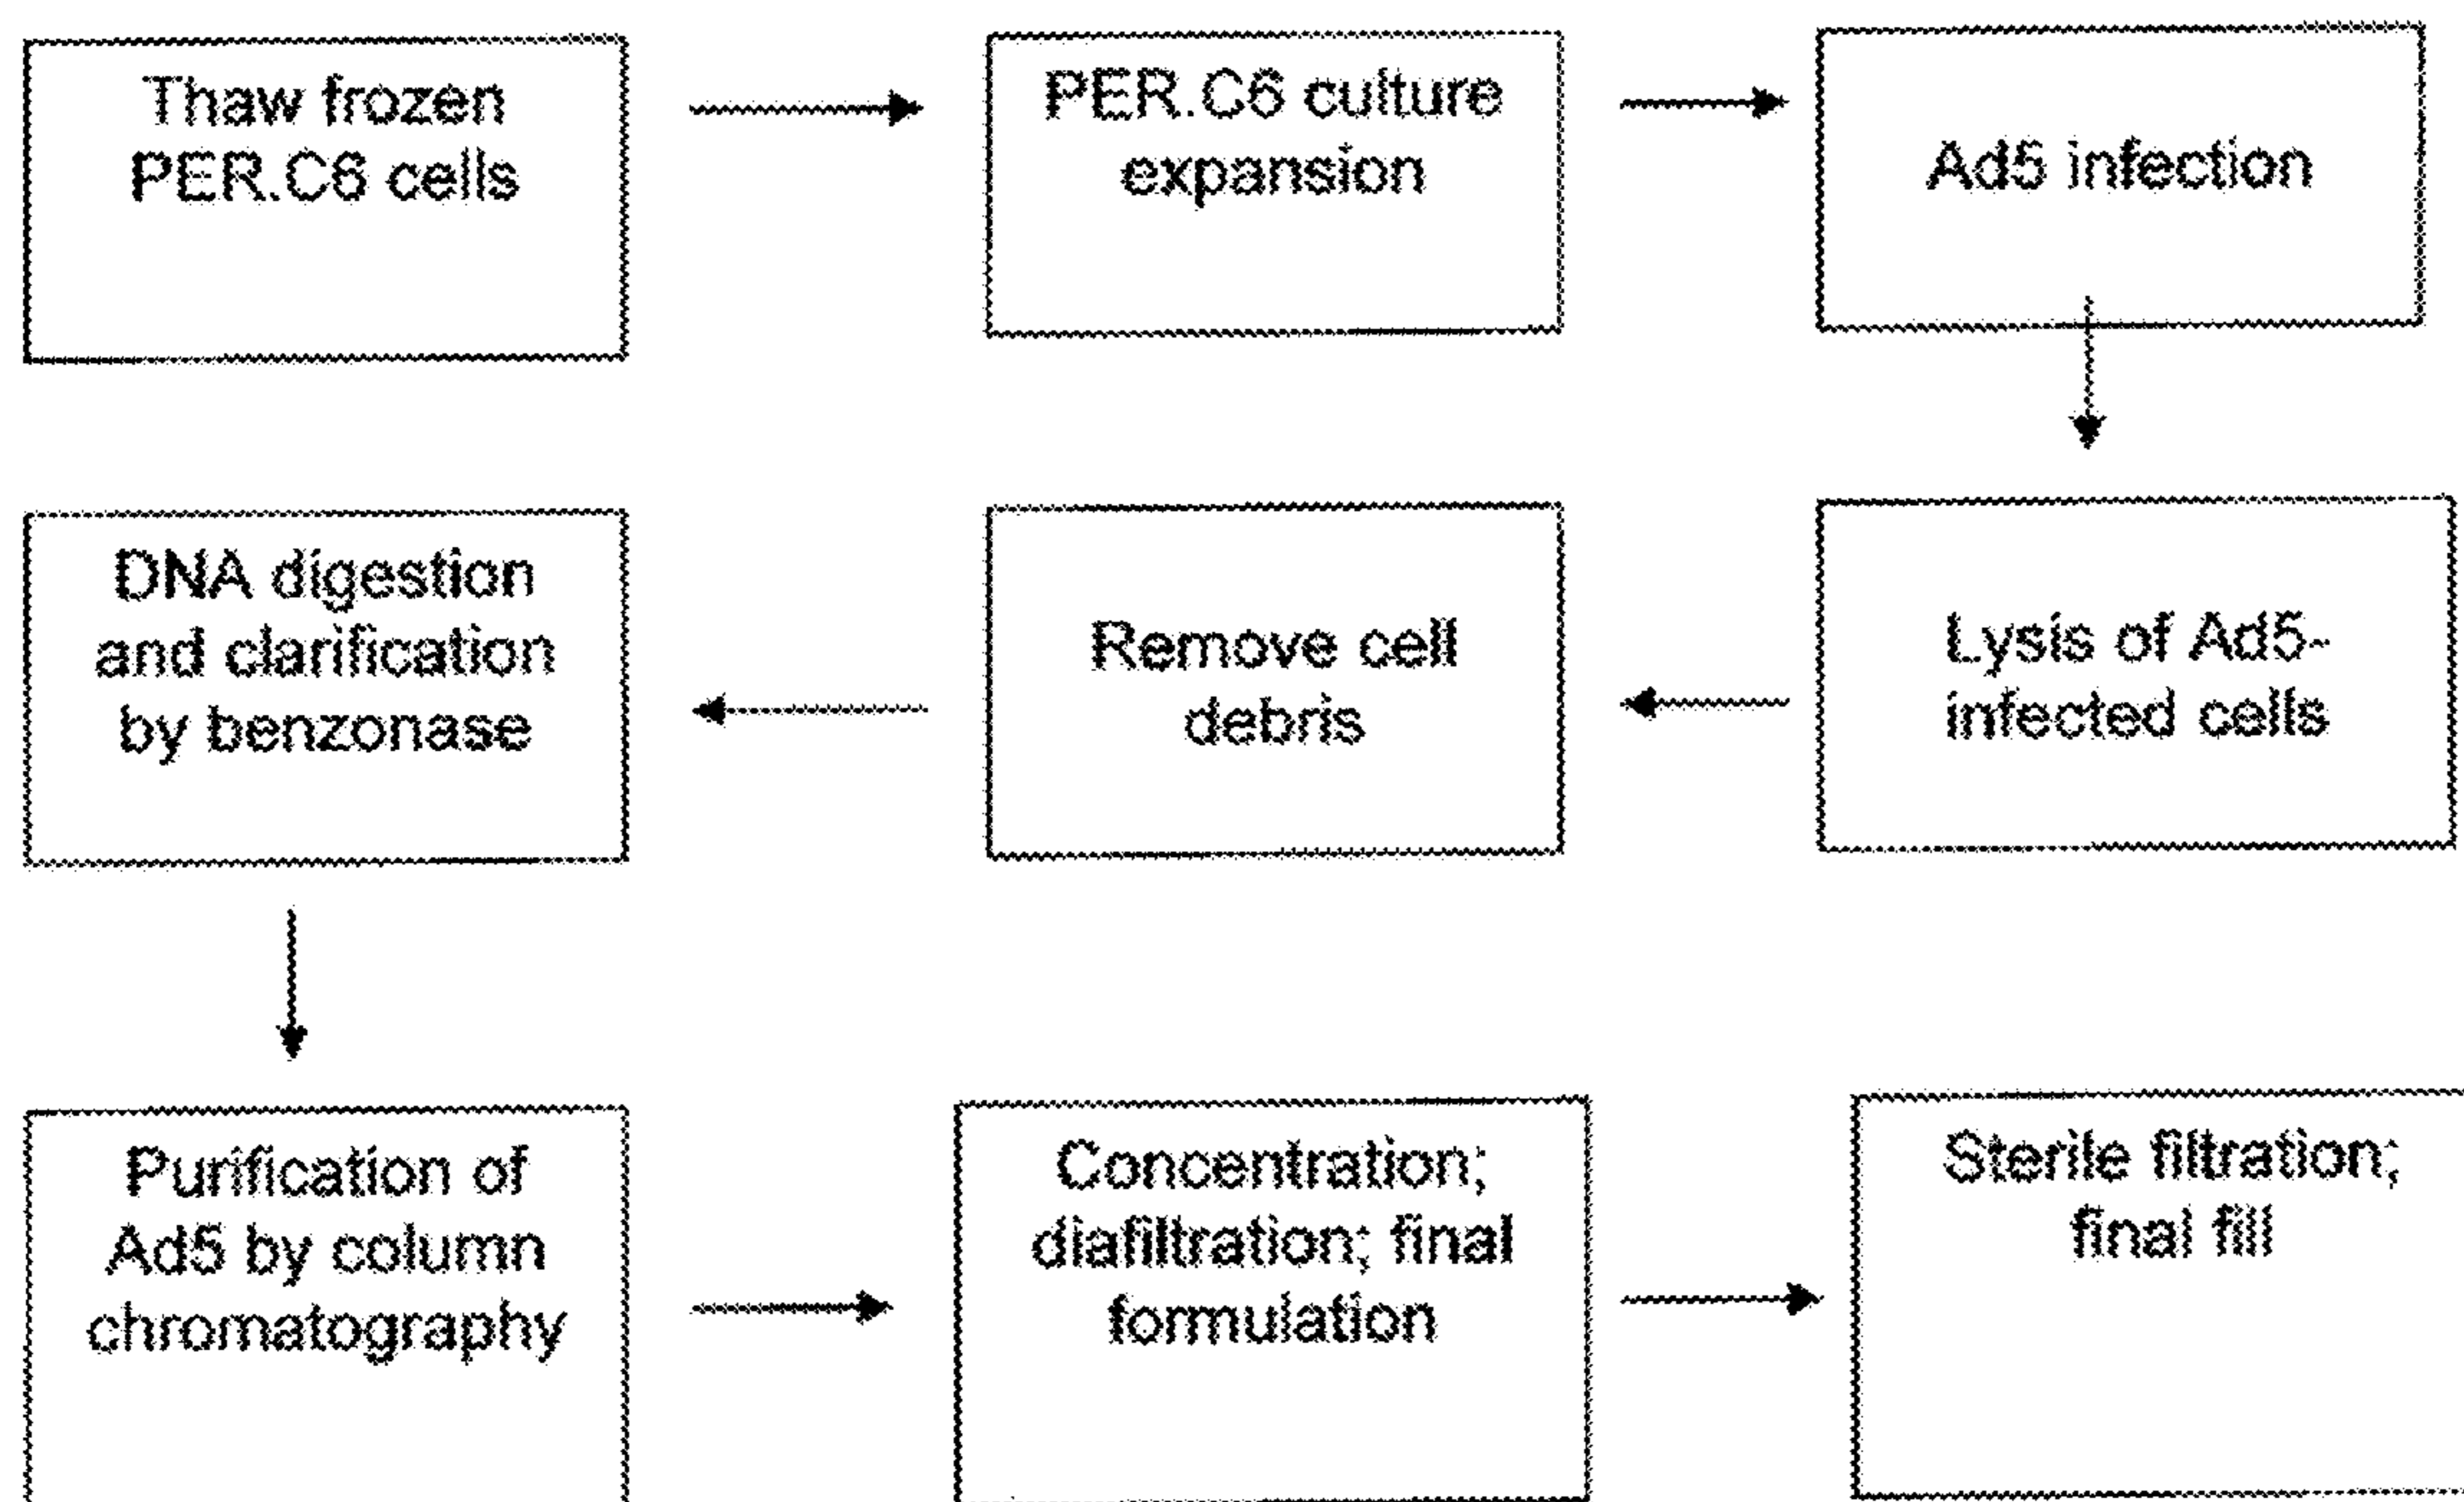 Thaw frozen
PER.C6 cells
PER.C6 culture
expansion
Ad5 infection
Lysis of Ad5-
infected cells
Remove cell
debris
DNA digestion
and clarification
by benzonase
Purification of
Ad5 by column
chromatography
Concentration;
diafiltration; final
formulation
Sterile filtration;
final fill